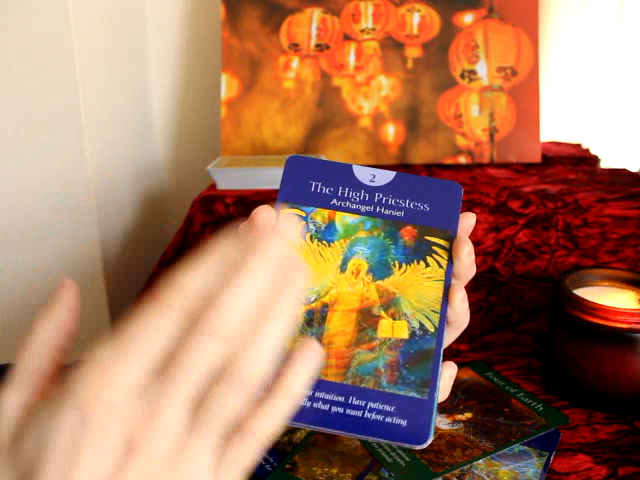 2
The High Priestess
Archangel Haniel
intuition. Have patience.
what you want before acting.
Four of Earth